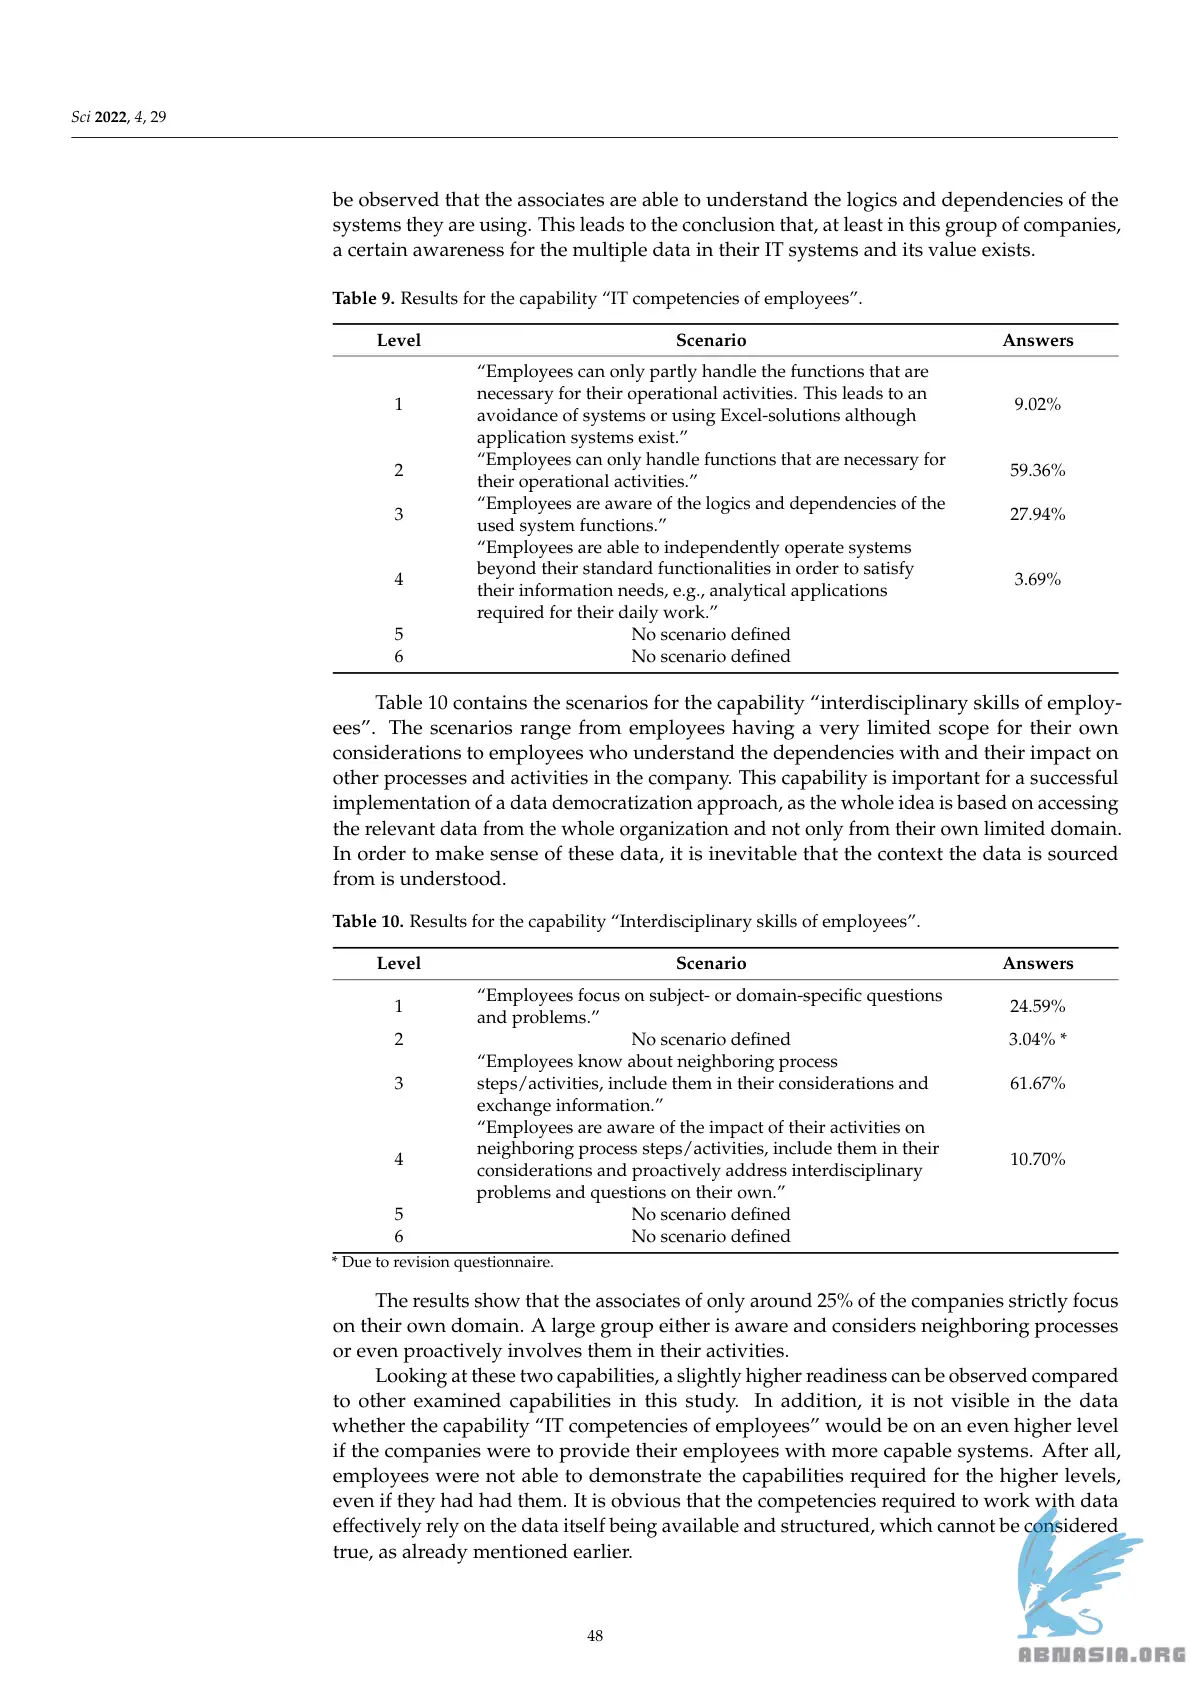 Sci 2022, 4, 29
be observed that the associates are able to understand the logics and dependencies of the
systems they are using. This leads to the conclusion that, at least in this group of companies,
a certain awareness for the multiple data in their IT systems and its value exists.
Table 9. Results for the capability “IT competencies of employees”.
Level Scenario Answers
“Employees can only partly handle the functions that are
necessary for their operational activities. This leads to an
1 avoidance of systems or using Excel-solutions although 9.02%
application systems exist.”
2 “Employees can only handle functions that are necessary for 59.36%
their operational activities.”
3 “Employees are aware of the logics and dependencies of the 27.94%
used system functions.”
“Employees are able to independently operate systems
beyond their standard functionalities in order to satisfy
4 their information needs, e.g., analytical applications 3.69%
required for their daily work.”
5 No scenario defined
6 No scenario defined
Table 10 contains the scenarios for the capability “interdisciplinary skills of employ-
ees”. The scenarios range from employees having a very limited scope for their own
considerations to employees who understand the dependencies with and their impact on
other processes and activities in the company. This capability is important for a successful
implementation of a data democratization approach, as the whole idea is based on accessing
the relevant data from the whole organization and not only from their own limited domain.
In order to make sense of these data, it is inevitable that the context the data is sourced
from is understood.
Table 10. Results for the capability “Interdisciplinary skills of employees”.
Level Scenario Answers
1 “Employees focus on subject- or domain-specific questions 24.59%
and problems.”
2 No scenario defined 3.04% *
“Employees know about neighboring process
3 steps/activities, include them in their considerations and 61.67%
exchange information.”
“Employees are aware of the impact of their activities on
neighboring process steps/activities, include them in their
4 considerations and proactively address interdisciplinary 10.70%
problems and questions on their own.”
5 No scenario defined
6 No scenario defined
* Due to revision questionnaire.
The results show that the associates of only around 25% of the companies strictly focus
on their own domain. A large group either is aware and considers neighboring processes
or even proactively involves them in their activities.
Looking at these two capabilities, a slightly higher readiness can be observed compared
to other examined capabilities in this study. In addition, it is not visible in the data
whether the capability “IT competencies of employees” would be on an even higher level
if the companies were to provide their employees with more capable systems. After all,
employees were not able to demonstrate the capabilities required for the higher levels,
even if they had had them. It is obvious that the competencies required to work with data
effectively rely on the data itself being available and structured, which cannot be considered
true, as already mentioned earlier.
48
ABNASIA.ORG